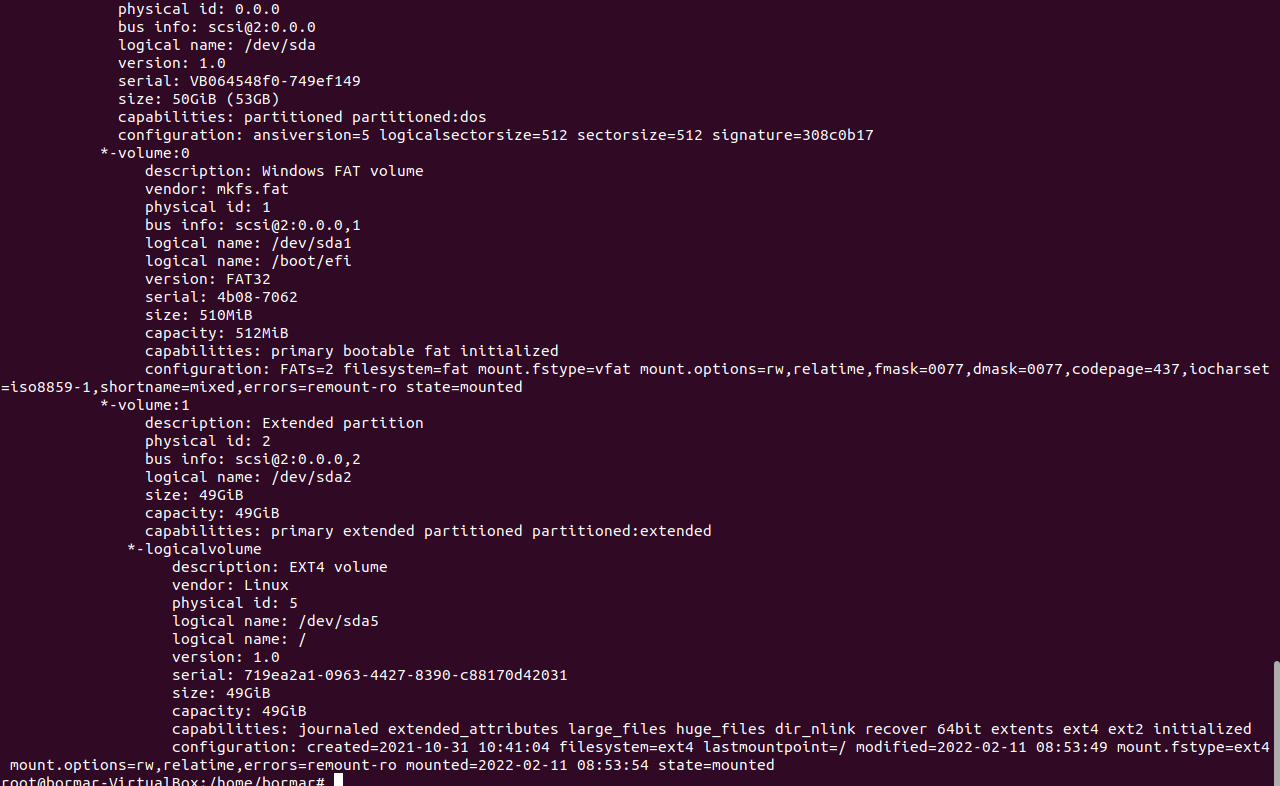 physical id: 0.0.0
bus info: scsi@2:0.0.0
logical name: /dev/sda
version: 1.0
serial: VB064548f0-749ef149
size: 50GiB (53GB)
capabilities: partitioned partitioned:dos
configuration: ansiversion=5 logicalsectorsize=512 sectorsize=512 signature=308c0b17
*-volume:0
description: Windows FAT volume
vendor: mkfs.fat
physical id: 1
bus info: scsi@2:0.0.0,1
logical name: /dev/sda1
logical name: /boot/efi
version: FAT32
serial: 4b08-7062
size: 510MiB
capacity: 512MiB
capabilities: primary bootable fat initialized
configuration: FATs=2 filesystem=fat mount.fstype=vfat mount.options=rw,relatime,fmask=0077,dmask=0077,codepage=437,iocharset
=iso8859-1,shortname=mixed,errors=remount-ro state=mounted
*-volume:1
description: Extended partition
physical id: 2
bus info: scsi@2:0.0.0,2
logical name: /dev/sda2
size: 49GiB
capacity: 49GiB
capabilities: primary extended partitioned partitioned:extended
*-logicalvolume
description: EXT4 volume
vendor: Linux
physical id: 5
logical name: /dev/sda5
logical name: /
version: 1.0
serial: 719ea2a1-0963-4427-8390-c88170d42031
size: 49GiB
capacity: 49GiB
capabilities: journaled extended_attributes large_files huge_files dir_nlink recover 64bit extents ext4 ext2 initialized
configuration: created=2021-10-31 10:41:04 filesystem=ext4 lastmountpoint=/ modified=2022-02-11 08:53:49 mount.fstype=ext4
mount.options=rw,relatime,errors=remount-ro mounted=2022-02-11 08:53:54 state=mounted
root@bormar-VirtualBox:/home/bormar#